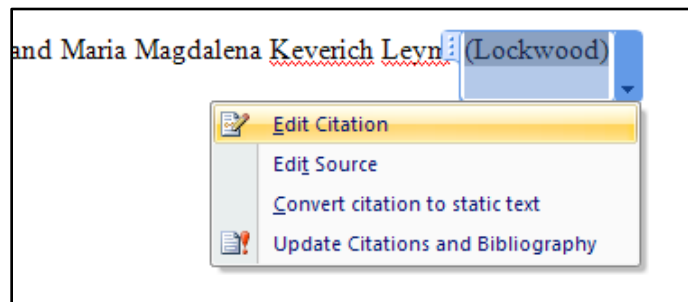 and Maria Magdalena Keverich Leym (Lockwood)
Edit Citation
Edit Source
Convert citation to static text
Update Citations and Bibliography